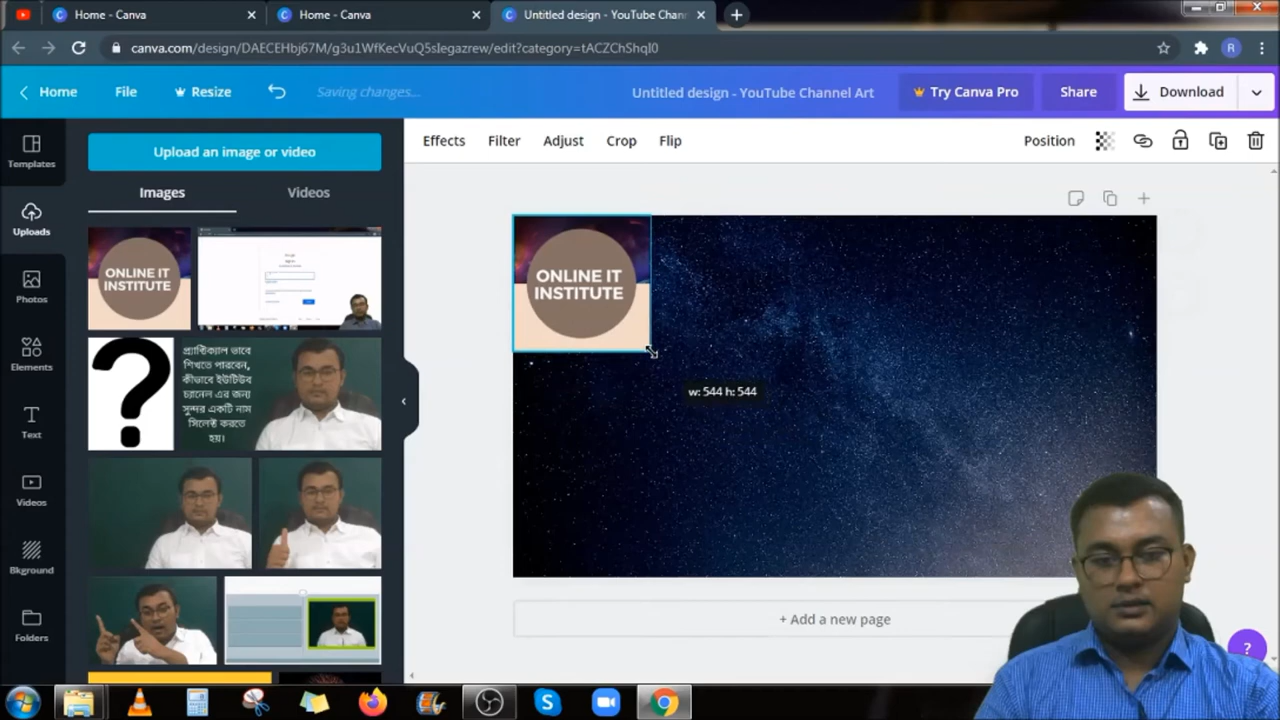 Home - Canva
Home - Canva
Untitled design - YouTube Chan
canva.com/design/DAECEHbj67M/g3u1WfKecVuQ5sIegazrew/edit?category=tACZChShqI0
R
Home
File
Resize
Saving changes...
Untitled design - YouTube Channel Art
Try Canva Pro
Share
Download
Templates
Uploads
Photos
Elements
Text
Videos
Bkground
Folders
Upload an image or video
Images
Videos
ONLINE IT
INSTITUTE
?
প্র্যাক্টিক্যাল ভাবে
শিখতে পারবেন,
কীভাবে ইউটিউব
চ্যানেল এর জন্য
সুন্দর একটি নাম
সিলেক্ট করতে
হয়।
Effects
Filter
Adjust
Crop
Flip
Position
ONLINE IT
INSTITUTE
w: 544 h: 544
+ Add a new page
?